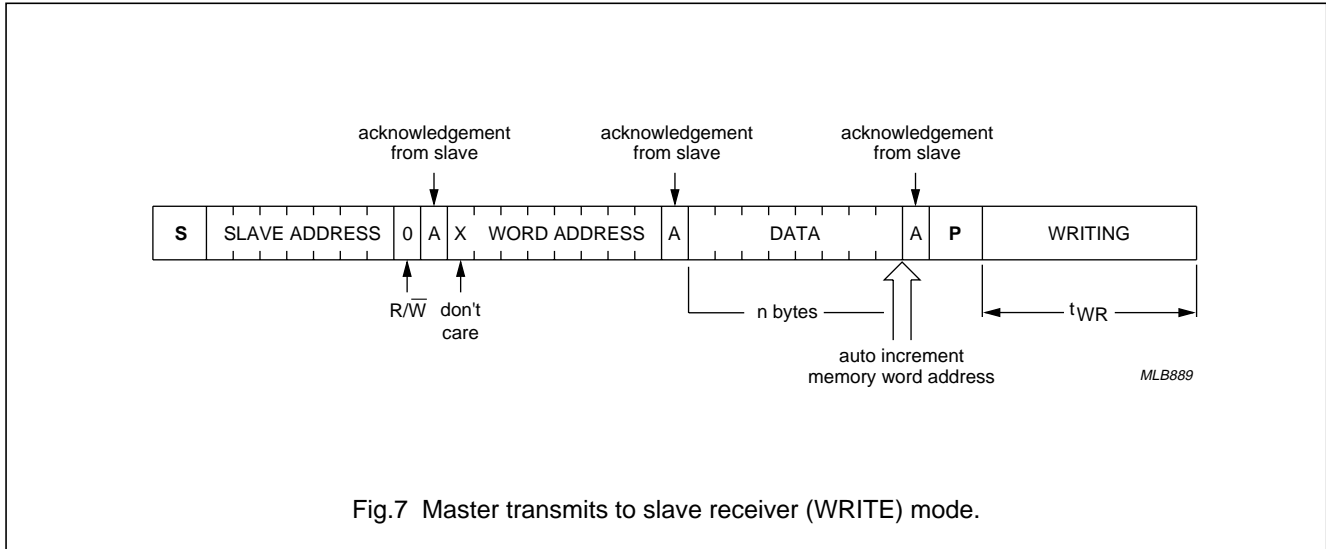 acknowledgement acknowledgement acknowledgement
from slave from slave from slave
S SLAVE ADDRESS 0 A X WORD ADDRESS A DATA A P WRITING
R/W̅ don't
care
n bytes
tWR
auto increment
memory word address
MLB889
Fig.7 Master transmits to slave receiver (WRITE) mode.